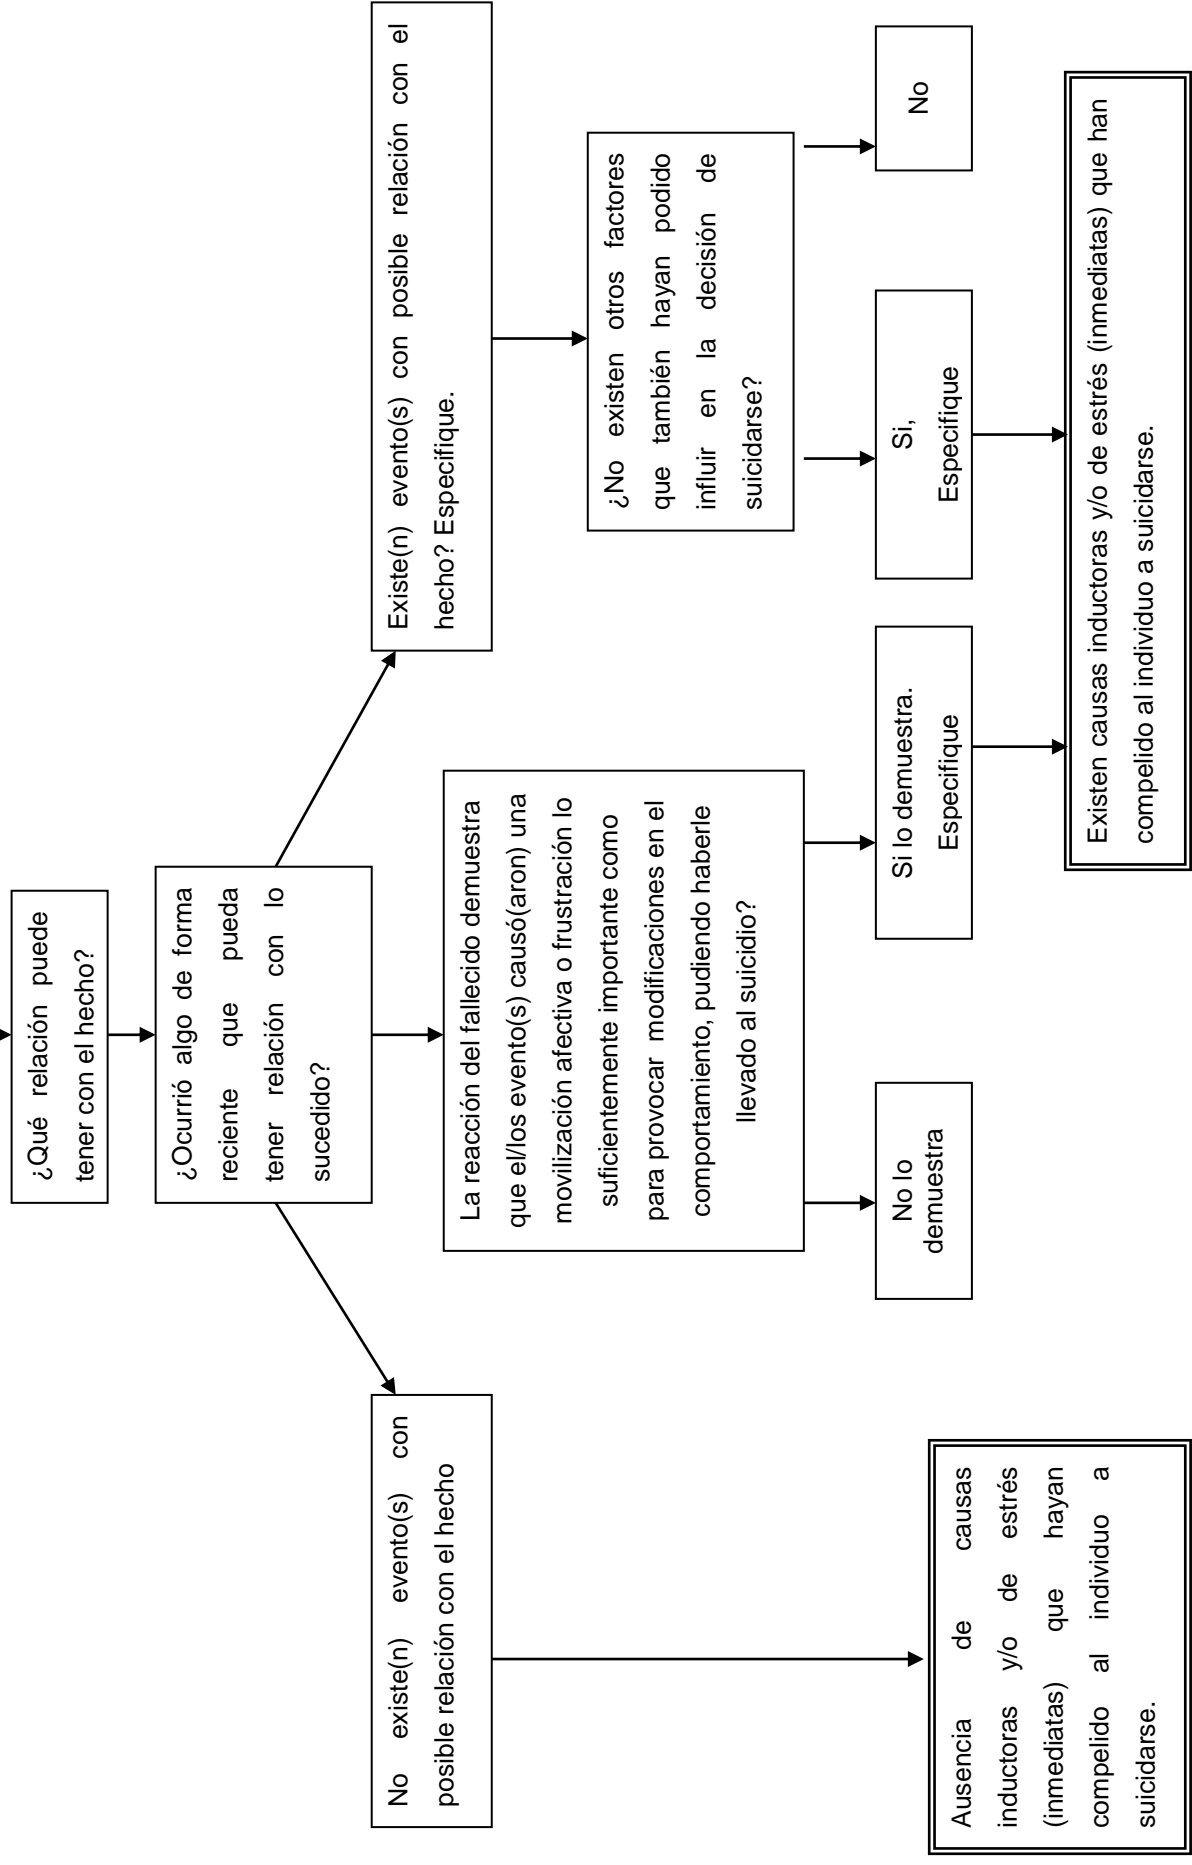 ¿Qué relación puede
tener con el hecho?
¿Ocurrió algo de forma
reciente que pueda
tener relación con lo
sucedido?
No existe(n) evento(s) con
posible relación con el hecho
Existe(n) evento(s) con posible relación con el
hecho? Especifique.
La reacción del fallecido demuestra
que el/los evento(s) causó(aron) una
movilización afectiva o frustración lo
suficientemente importante como
para provocar modificaciones en el
comportamiento, pudiendo haberle
llevado al suicidio?
¿No existen otros factores
que también hayan podido
influir en la decisión de
suicidarse?
No lo
demuestra
Si lo demuestra.
Especifique
Si,
Especifique
No
Ausencia de causas
inductoras y/o de estrés
(inmediatas) que hayan
compelido al individuo a
suicidarse.
Existen causas inductoras y/o de estrés (inmediatas) que han
compelido al individuo a suicidarse.